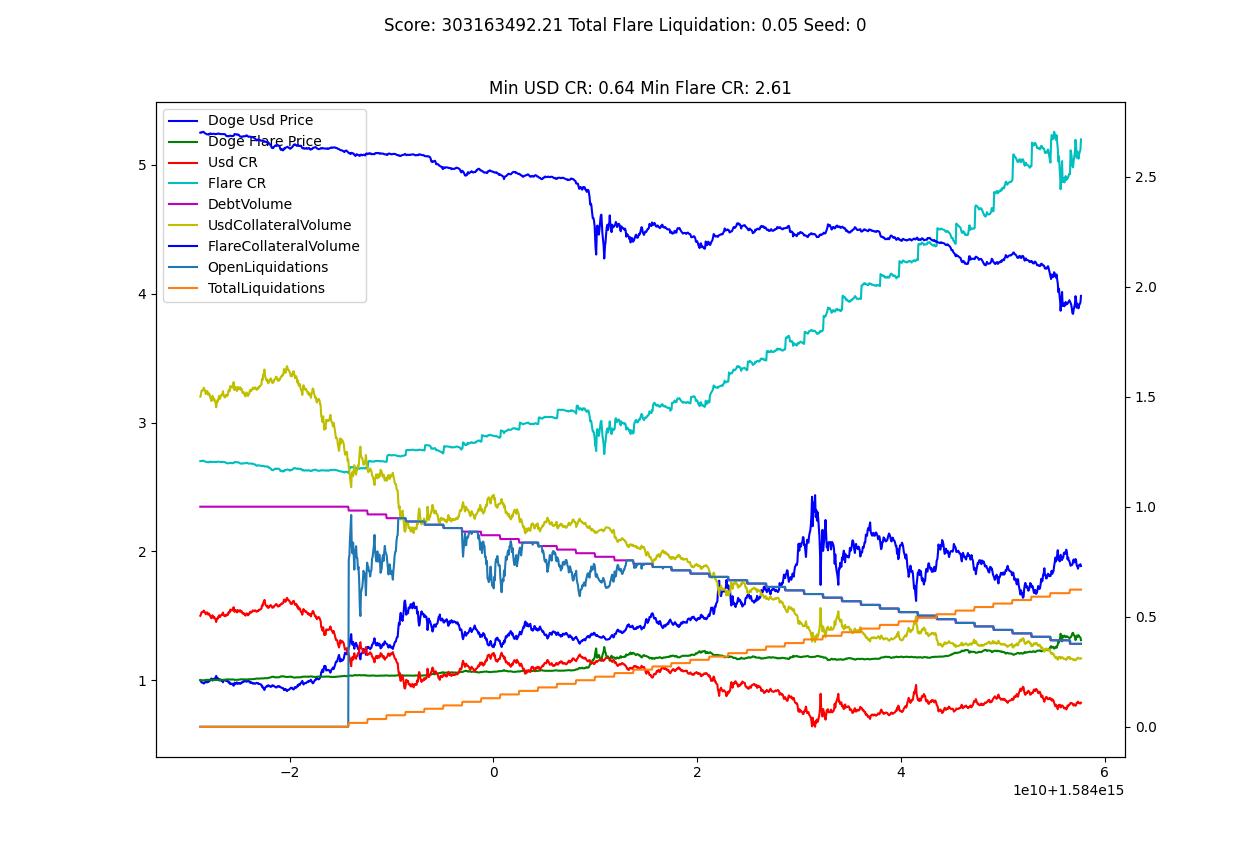 Score: 303163492.21 Total Flare Liquidation: 0.05 Seed: 0
Min USD CR: 0.64 Min Flare CR: 2.61
Doge Usd Price
Doge Flare Price
Usd CR
Flare CR
DebtVolume
UsdCollateralVolume
FlareCollateralVolume
OpenLiquidations
TotalLiquidations
5
4
3
2
1
2.5
2.0
1.5
1.0
0.5
0.0
−2 0 2 4 6
1e10+1.584e15